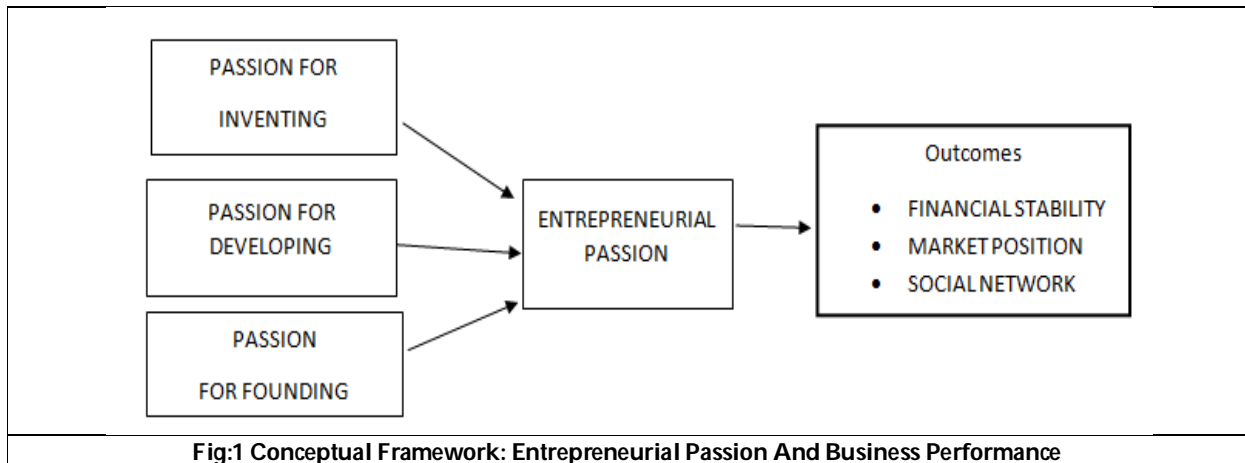 PASSION FOR
INVENTING
PASSION FOR
DEVELOPING
PASSION
FOR FOUNDING
ENTREPRENEURIAL
PASSION
Outcomes
• FINANCIAL STABILITY
• MARKET POSITION
• SOCIAL NETWORK
Fig:1 Conceptual Framework: Entrepreneurial Passion And Business Performance